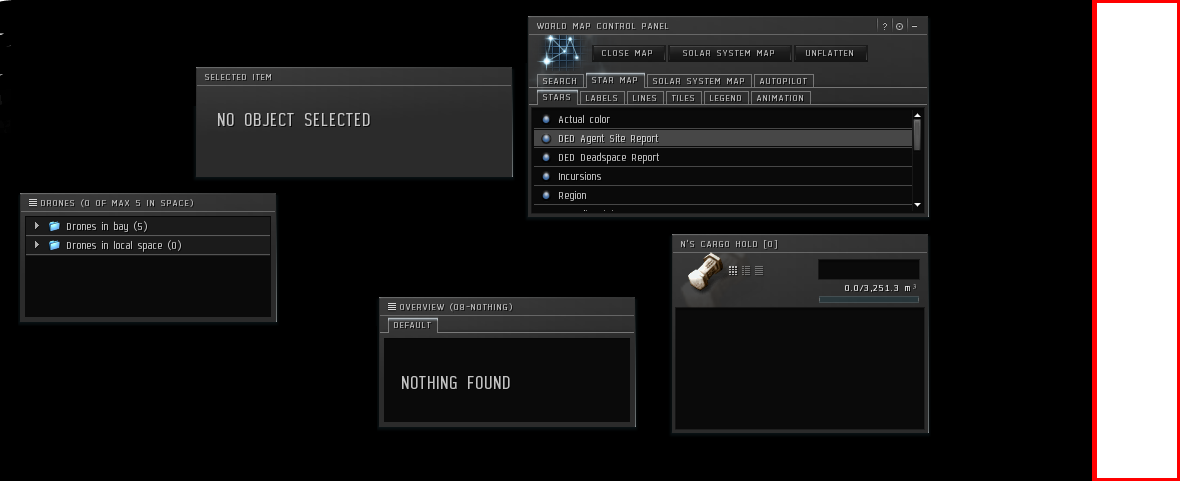 WORLD MAP CONTROL PANEL
?
CLOSE MAP
SOLAR SYSTEM MAP
UNFLATTEN
SEARCH
STAR MAP
SOLAR SYSTEM MAP
AUTOPILOT
STARS
LABELS
LINES
TILES
LEGEND
ANIMATION
Actual color
DED Agent Site Report
DED Deadspace Report
Incursions
Region
SELECTED ITEM
NO OBJECT SELECTED
DRONES (0 OF MAX 5 IN SPACE)
Drones in bay (5)
Drones in local space (0)
N'S CARGO HOLD [0]
0.0/3,251.3 m³
OVERVIEW (08-NOTHING)
DEFAULT
NOTHING FOUND